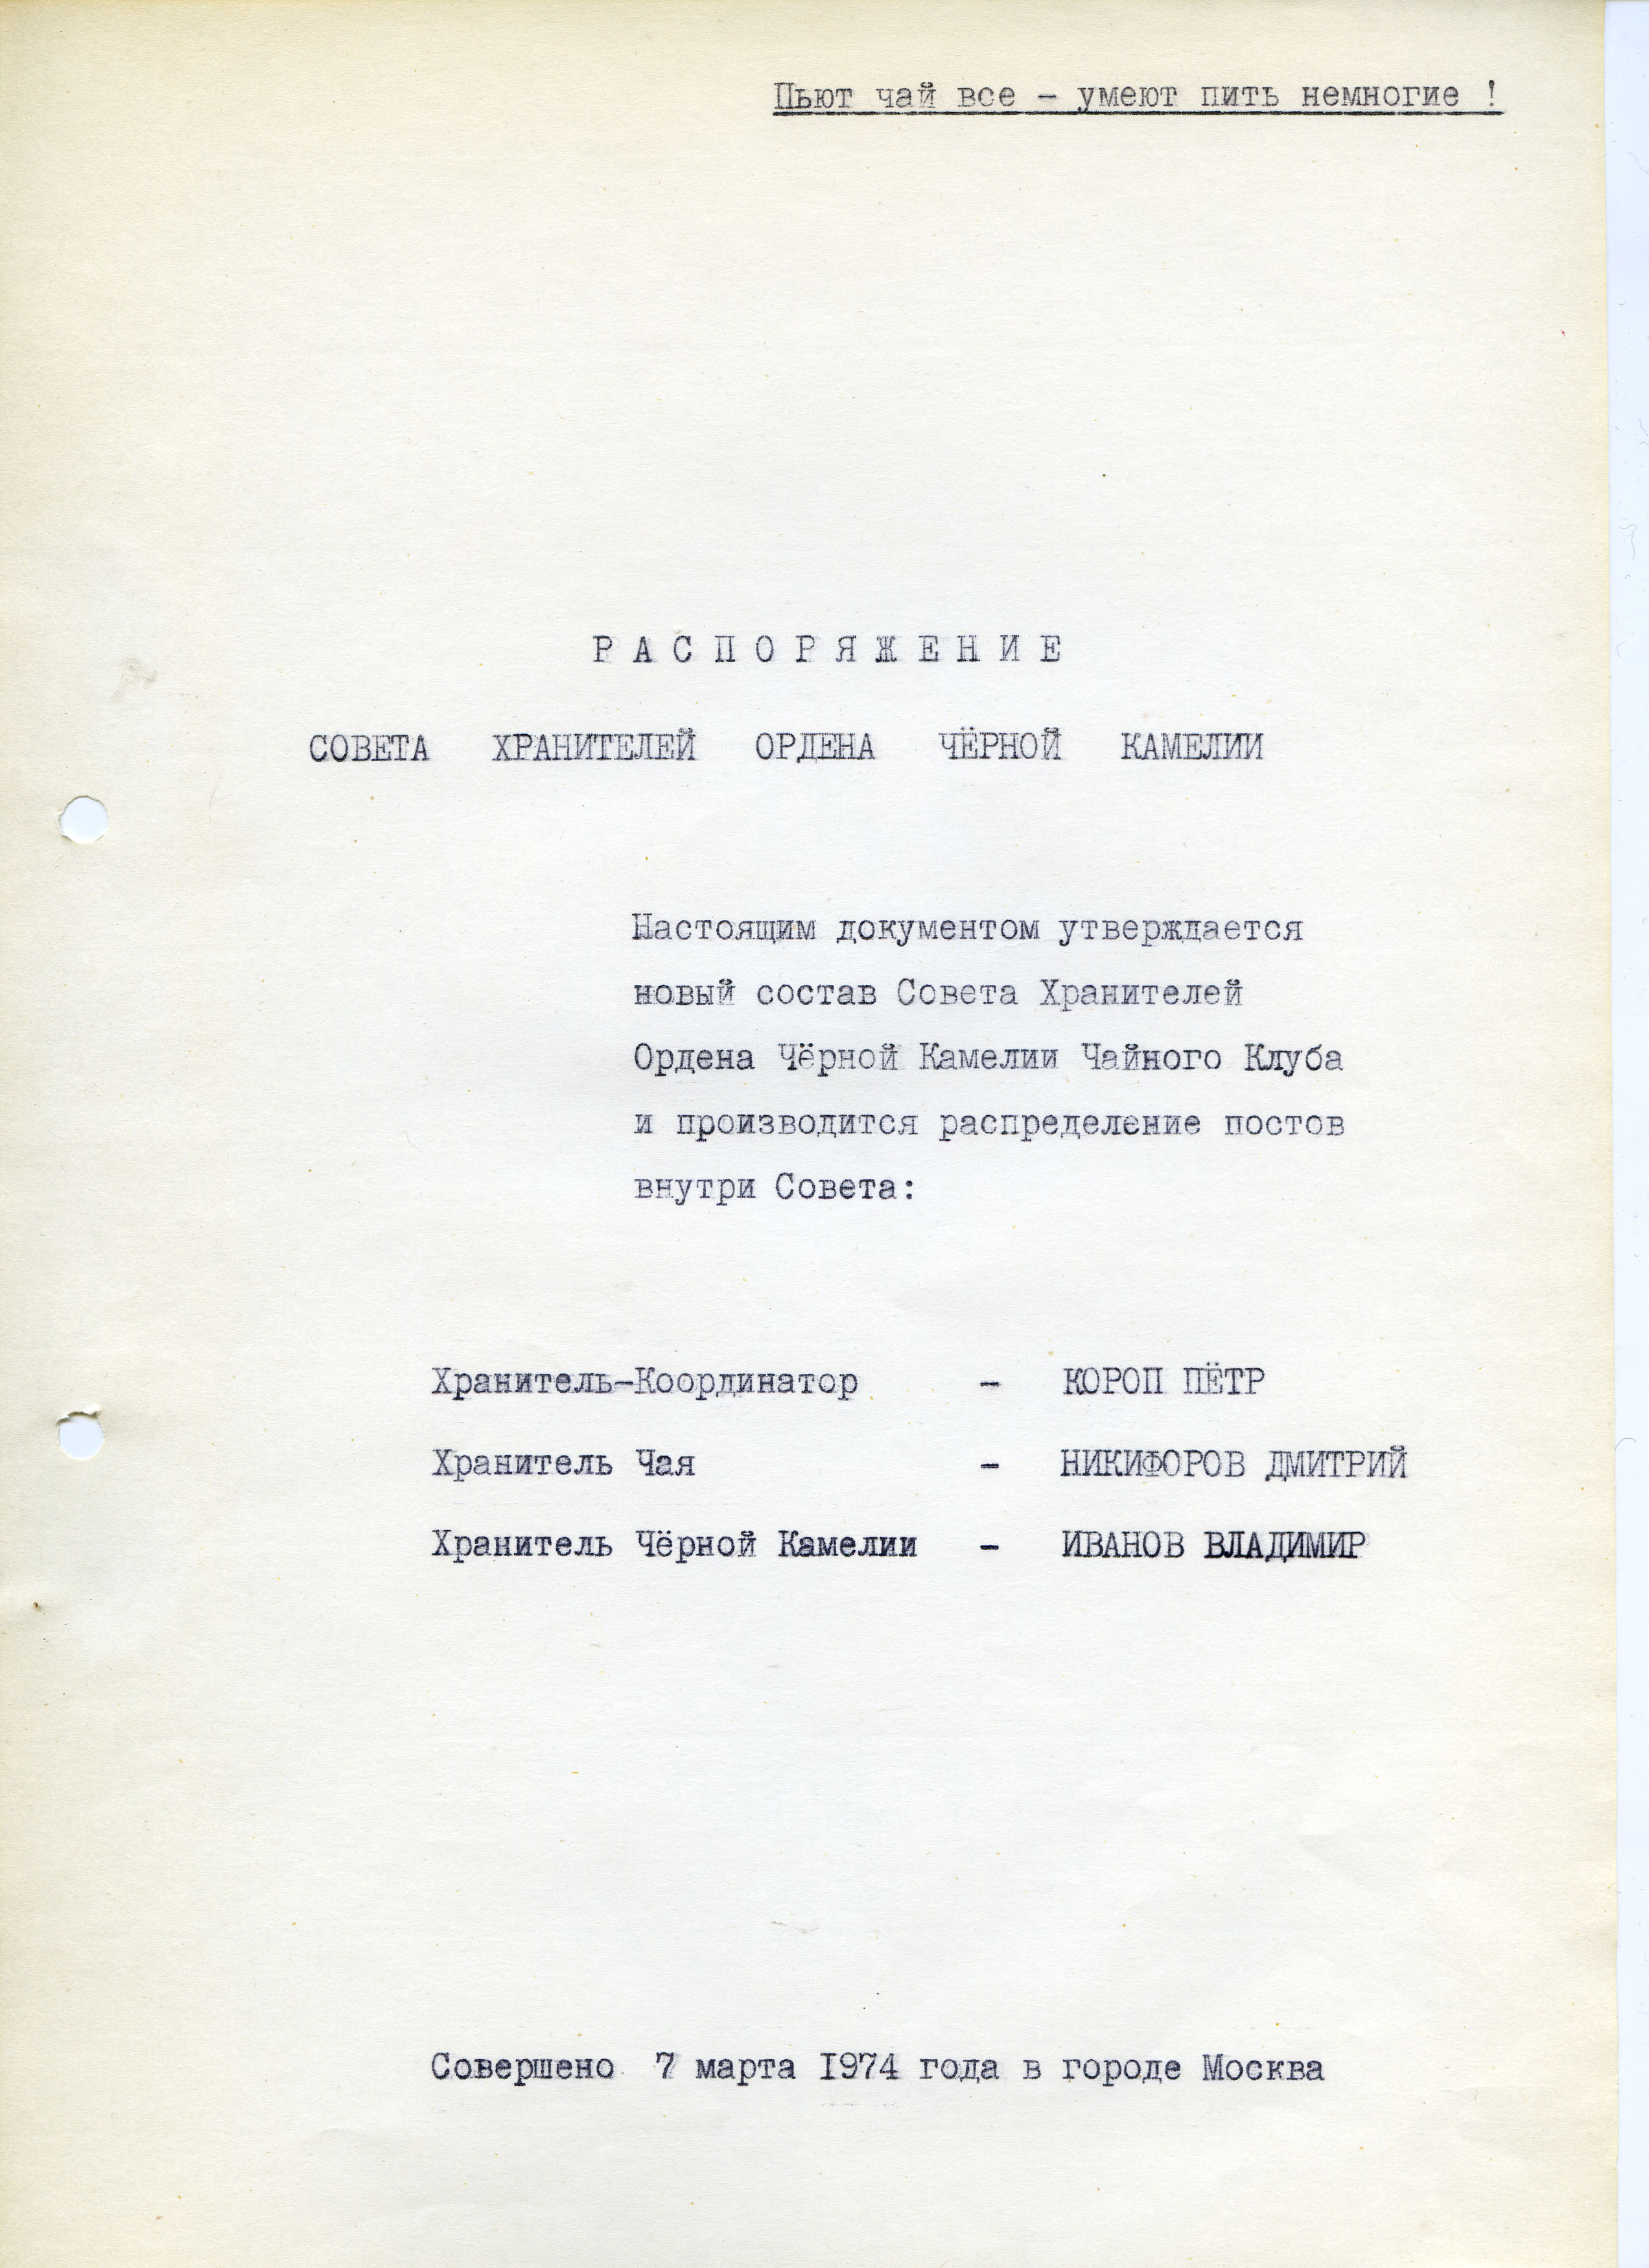 Пьют чай все - умеют пить немногие !
Р А С П О Р Я Ж Е Н И Е
СОВЕТА ХРАНИТЕЛЕЙ ОРДЕНА ЧЁРНОЙ КАМЕЛИИ
Настоящим документом утверждается
новый состав Совета Хранителей
Ордена Чёрной Камелии Чайного Клуба
и производится распределение постов
внутри Совета:
Хранитель-Координатор - КОРОП ПЁТР
Хранитель Чая - НИКИФОРОВ ДМИТРИЙ
Хранитель Чёрной Камелии - ИВАНОВ ВЛАДИМИР
Совершено 7 марта 1974 года в городе Москва